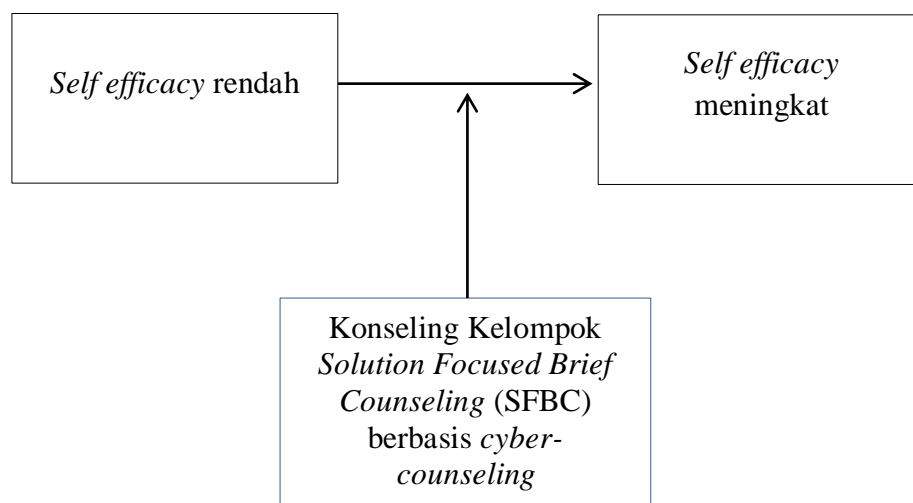 Self efficacy rendah
Self efficacy
meningkat
Konseling Kelompok
Solution Focused Brief
Counseling (SFBC)
berbasis cyber-
counseling